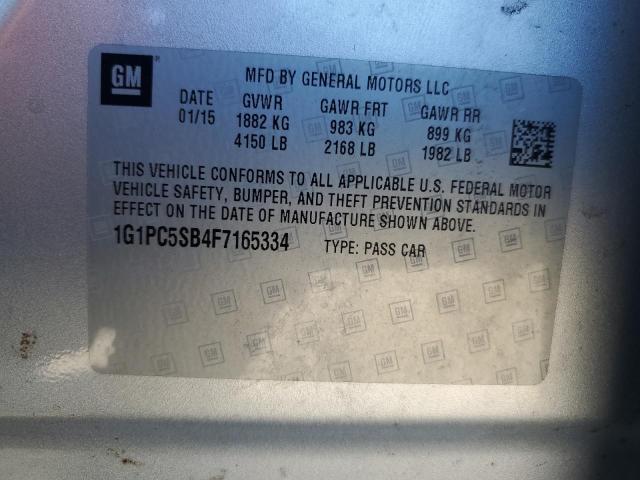 GM
MFD BY GENERAL MOTORS LLC
DATE GVWR GAWR FRT GAWR RR
01/15 1882 KG 983 KG 899 KG
4150 LB 2168 LB 1982 LB
THIS VEHICLE CONFORMS TO ALL APPLICABLE U.S. FEDERAL MOTOR
VEHICLE SAFETY, BUMPER, AND THEFT PREVENTION STANDARDS IN
EFFECT ON THE DATE OF MANUFACTURE SHOWN ABOVE.
1G1PC5SB4F7165334 TYPE: PASS CAR